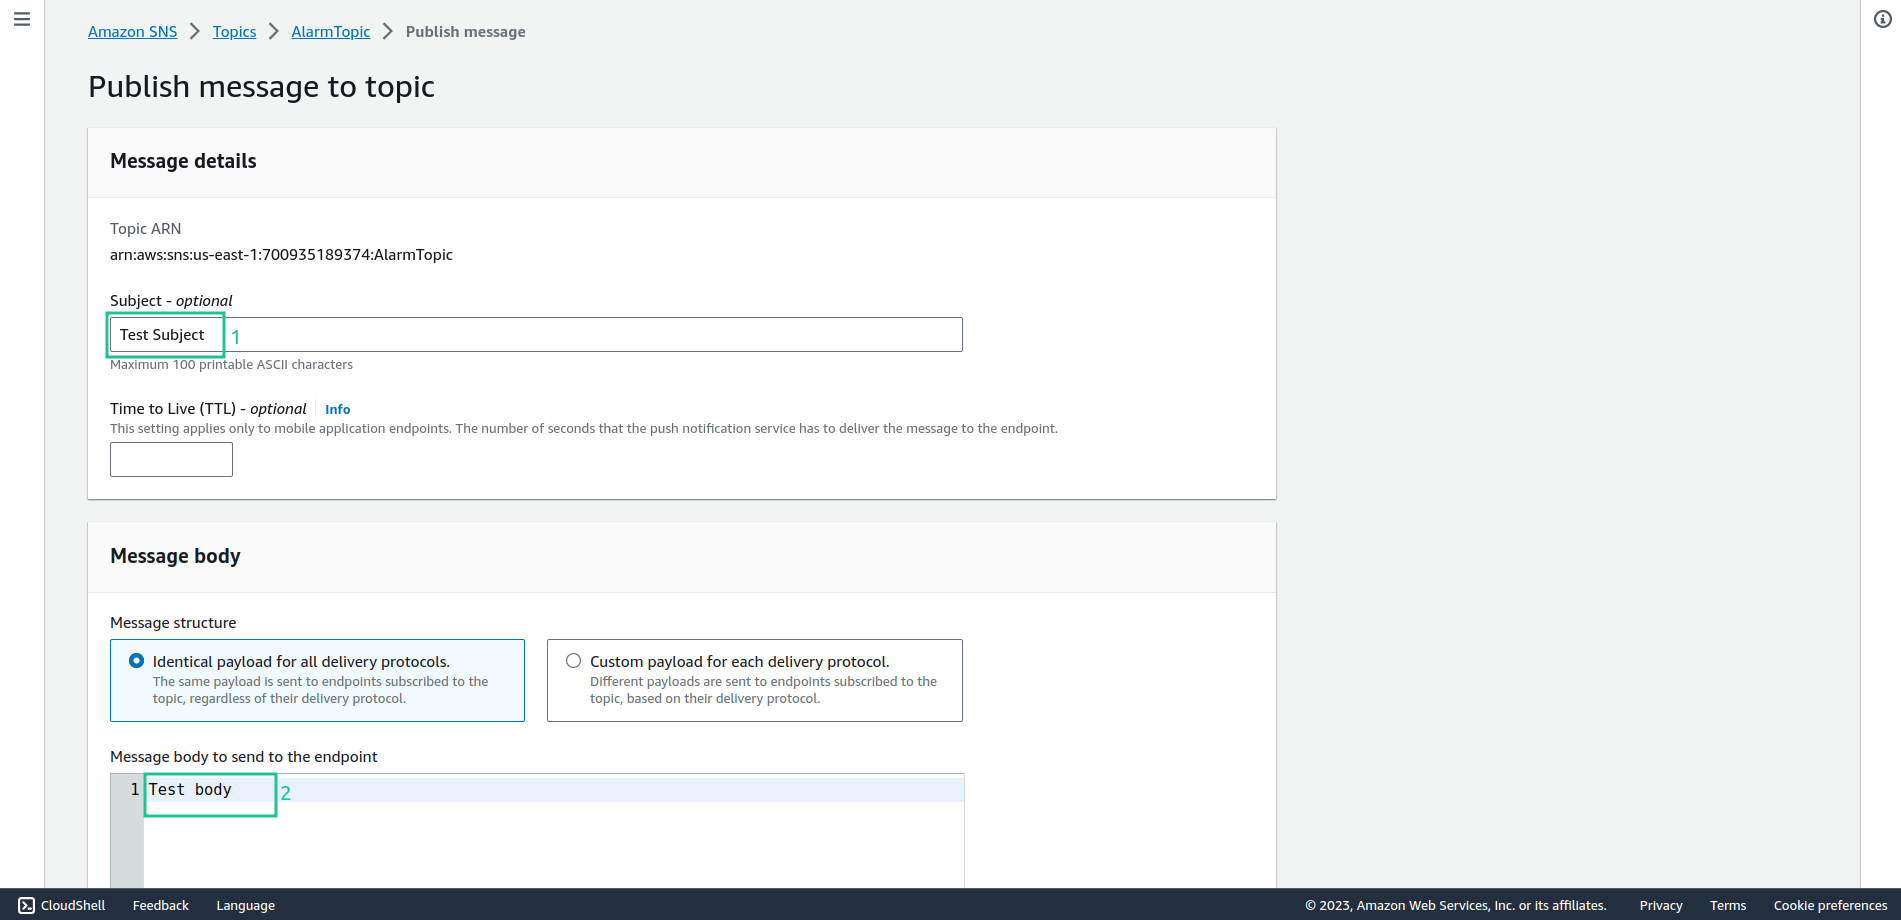 Amazon SNS > Topics > AlarmTopic > Publish message
Publish message to topic
Message details
Topic ARN
arn:aws:sns:us-east-1:700935189374:AlarmTopic
Subject - optional
Test Subject 1
Maximum 100 printable ASCII characters
Time to Live (TTL) - optional Info
This setting applies only to mobile application endpoints. The number of seconds that the push notification service has to deliver the message to the endpoint.
Message body
Message structure
Identical payload for all delivery protocols.
The same payload is sent to endpoints subscribed to the
topic, regardless of their delivery protocol.
Custom payload for each delivery protocol.
Different payloads are sent to endpoints subscribed to the
topic, based on their delivery protocol.
Message body to send to the endpoint
1 Test body 2
CloudShell Feedback Language © 2023, Amazon Web Services, Inc. or its affiliates. Privacy Terms Cookie preferences